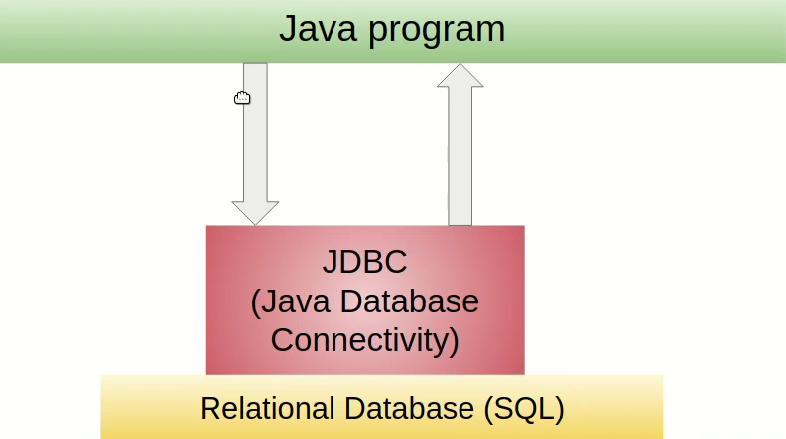 Java program
JDBC
(Java Database
Connectivity)
Relational Database (SQL)